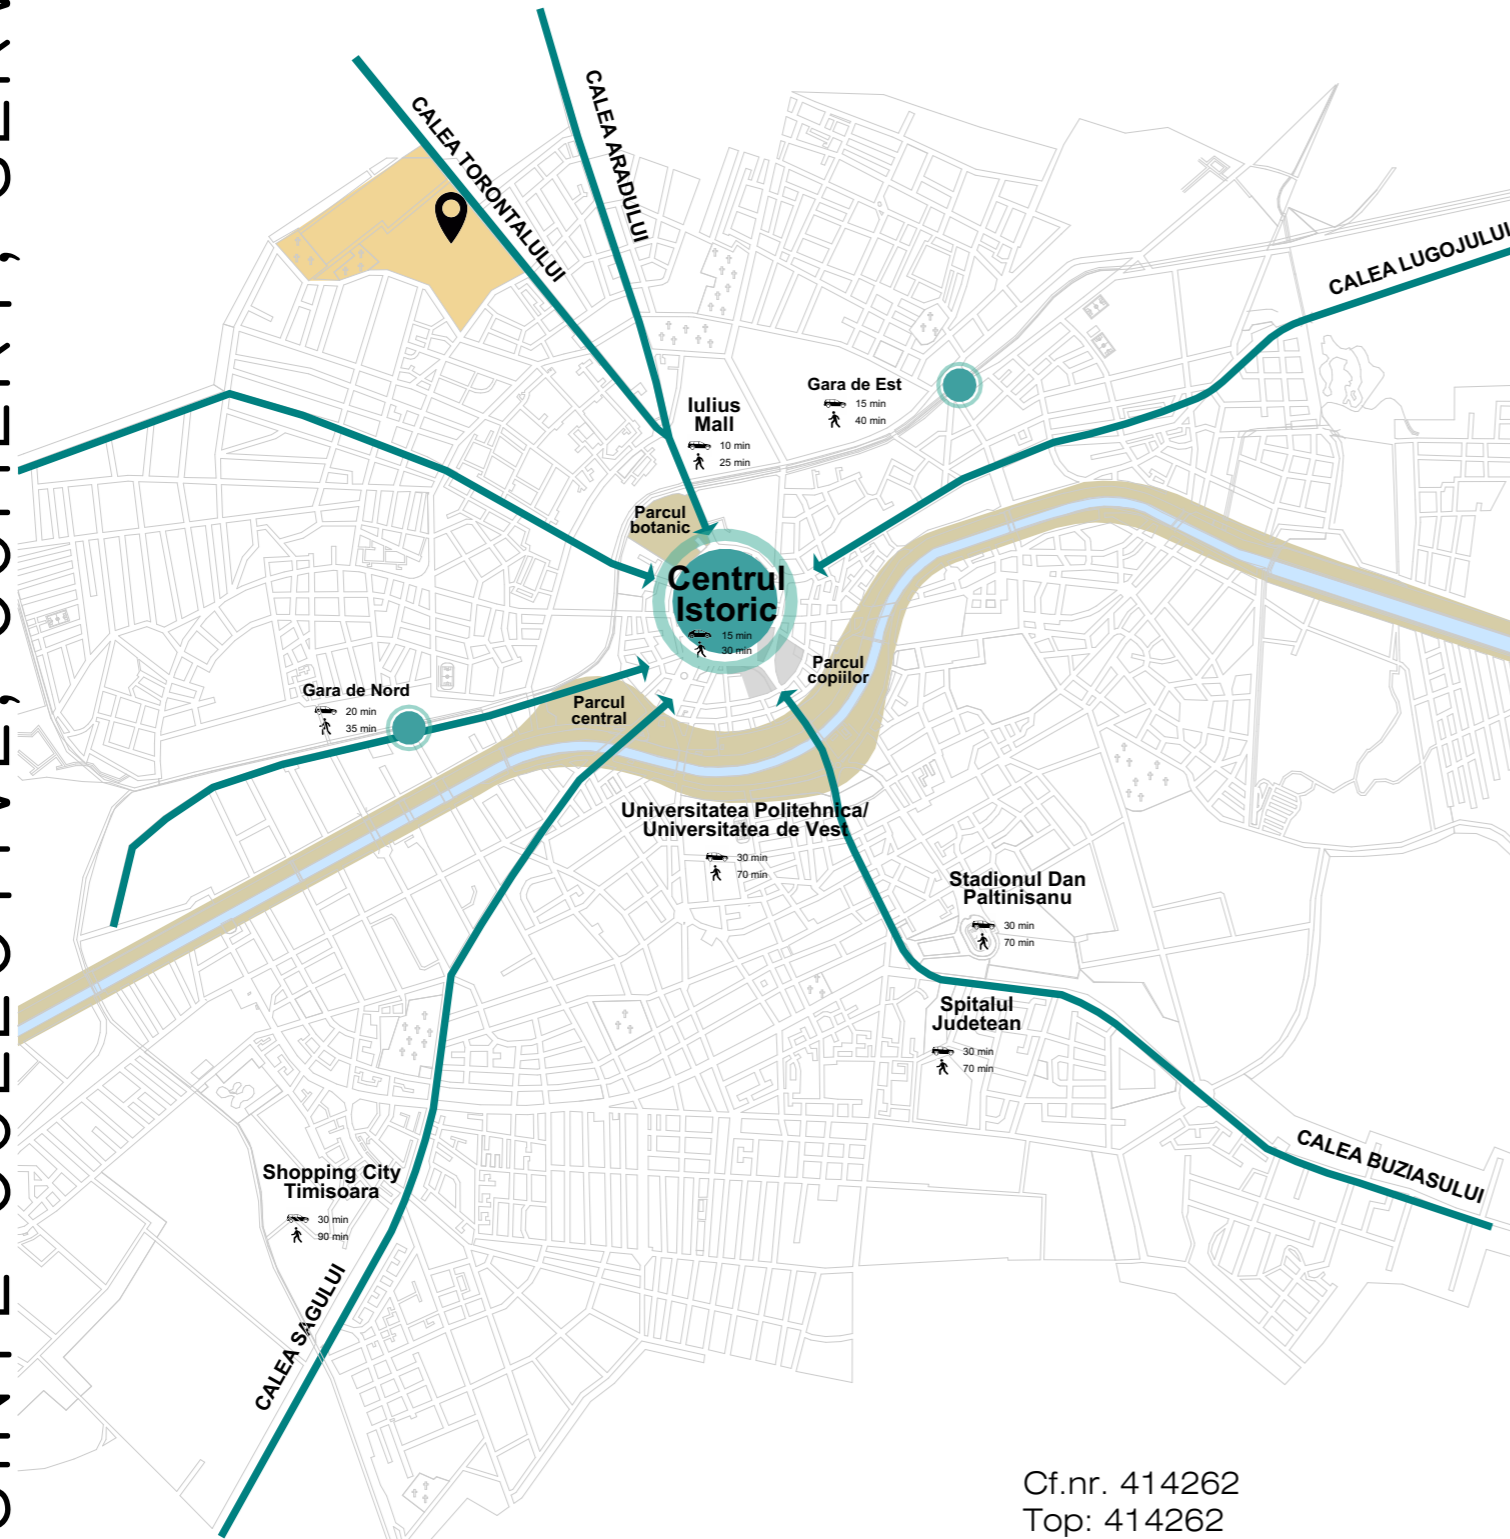 CALEA TORONTALULUI
CALEA ARADULUI
CALEA LUGOJULUI
Gara de Est
15 min
40 min
Iulius
Mall
10 min
25 min
Parcul
botanic
Centrul
Istoric
15 min
30 min
Parcul
copiilor
Gara de Nord
20 min
35 min
Parcul
central
Universitatea Politehnica/
Universitatea de Vest
30 min
70 min
Stadionul Dan
Paltinisanu
30 min
70 min
Spitalul
Judetean
30 min
70 min
CALEA BUZIASULUI
Shopping City
Timisoara
30 min
90 min
CALEA SAGULUI
Cf.nr. 414262
Top: 414262